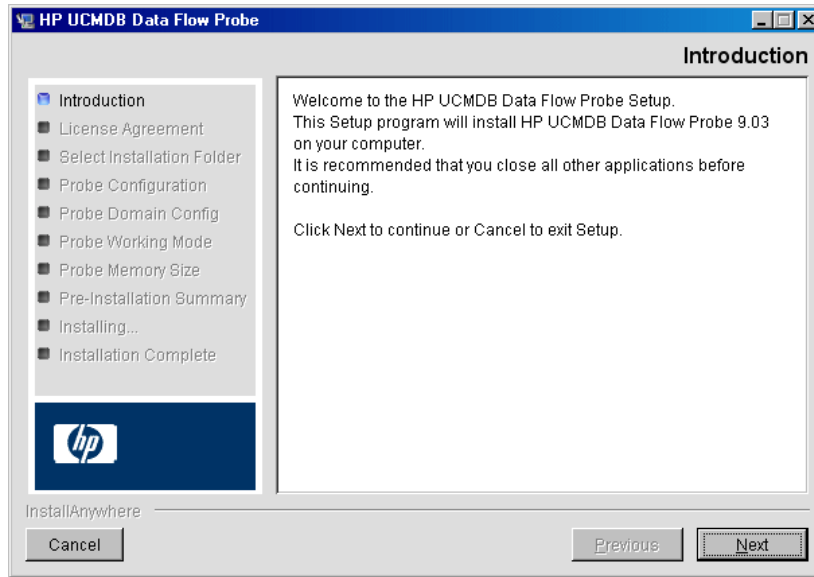 HP UCMDB Data Flow Probe
Introduction
Introduction
License Agreement
Select Installation Folder
Probe Configuration
Probe Domain Config
Probe Working Mode
Probe Memory Size
Pre-Installation Summary
Installing...
Installation Complete
Welcome to the HP UCMDB Data Flow Probe Setup.
This Setup program will install HP UCMDB Data Flow Probe 9.03
on your computer.
It is recommended that you close all other applications before
continuing.
Click Next to continue or Cancel to exit Setup.
hp
InstallAnywhere
Cancel
Previous
Next